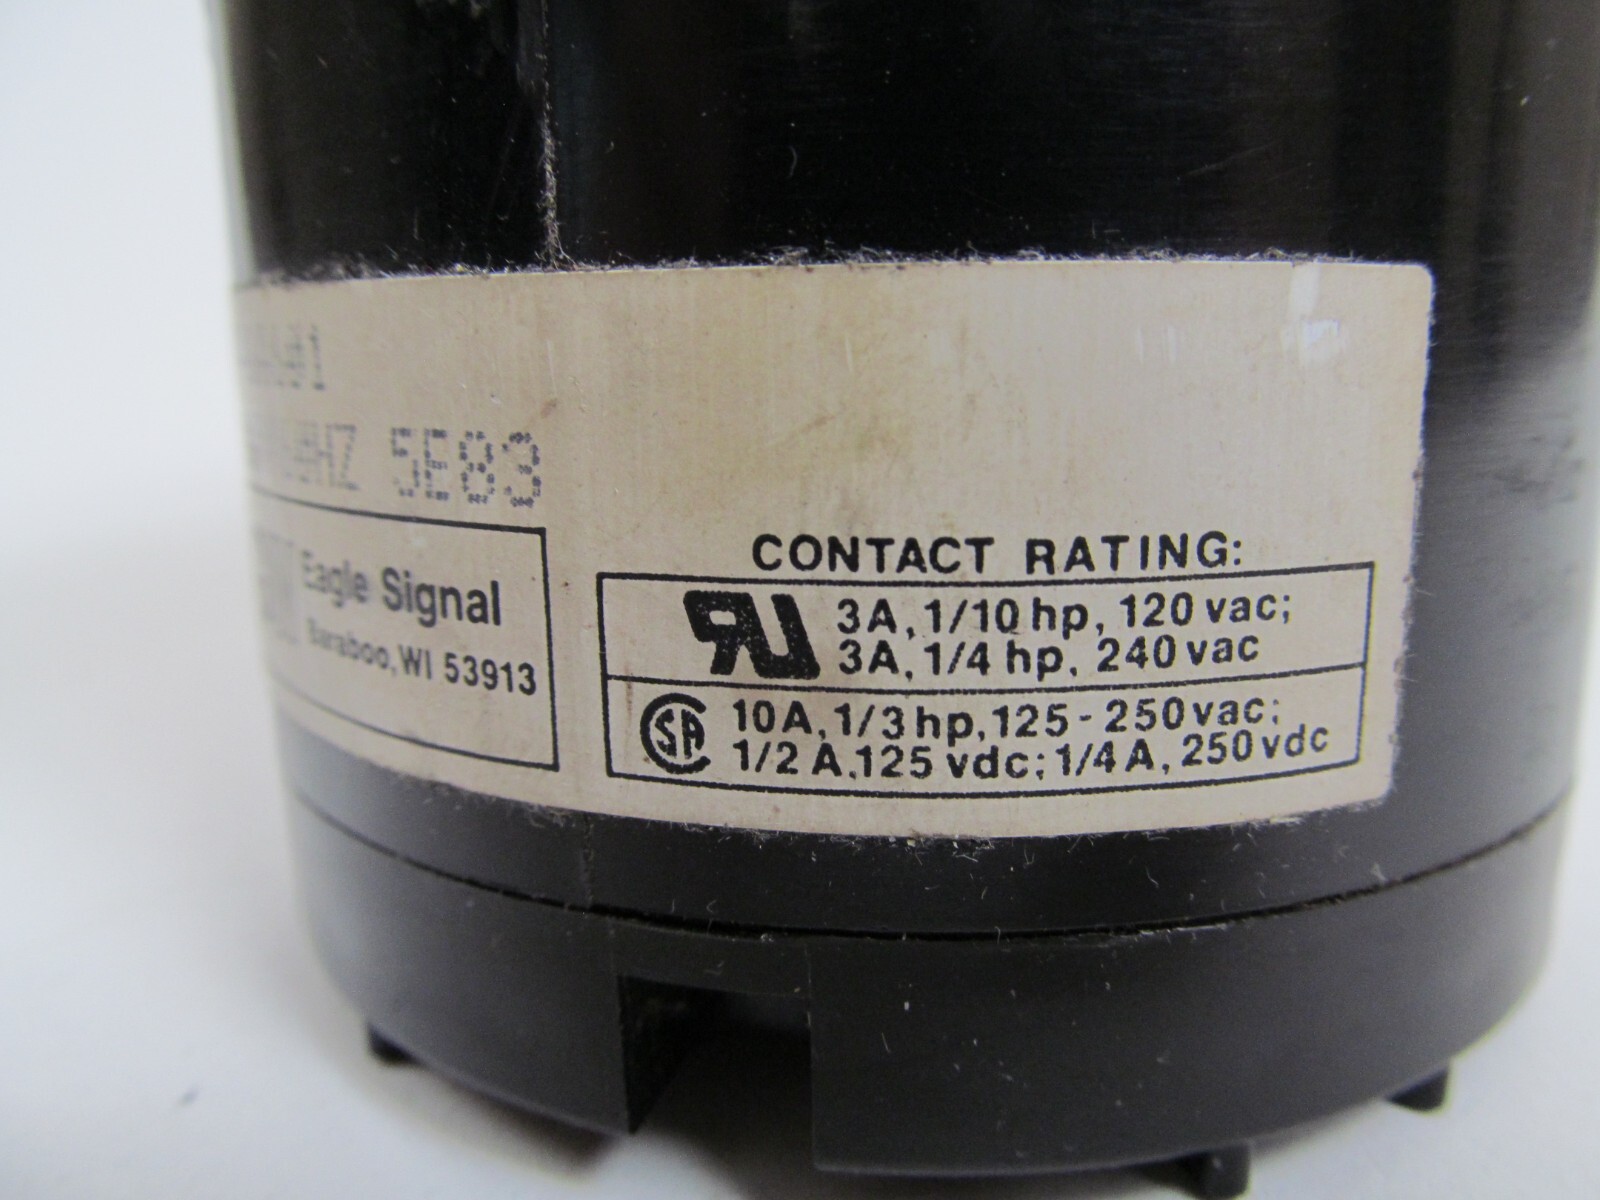 5E83
Eagle Signal
Baraboo, WI 53913
CONTACT RATING:
3A, 1/10 hp, 120 vac;
3A, 1/4 hp, 240 vac
SA 10A, 1/3 hp, 125 - 250 vac;
1/2 A, 125 vdc; 1/4 A, 250 vdc